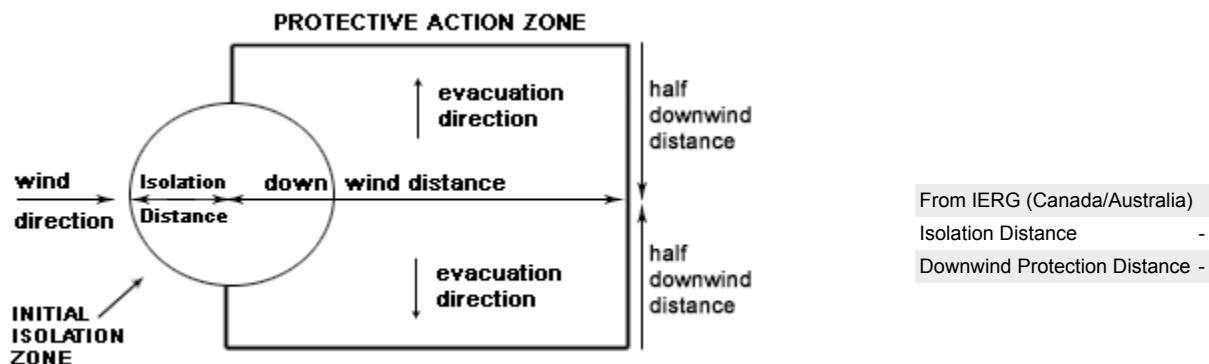 PROTECTIVE ACTION ZONE
evacuation
direction
half
downwind
distance
wind
direction
Isolation
Distance
down wind distance
evacuation
direction
half
downwind
distance
INITIAL
ISOLATION
ZONE
From IERG (Canada/Australia)
Isolation Distance -
Downwind Protection Distance -